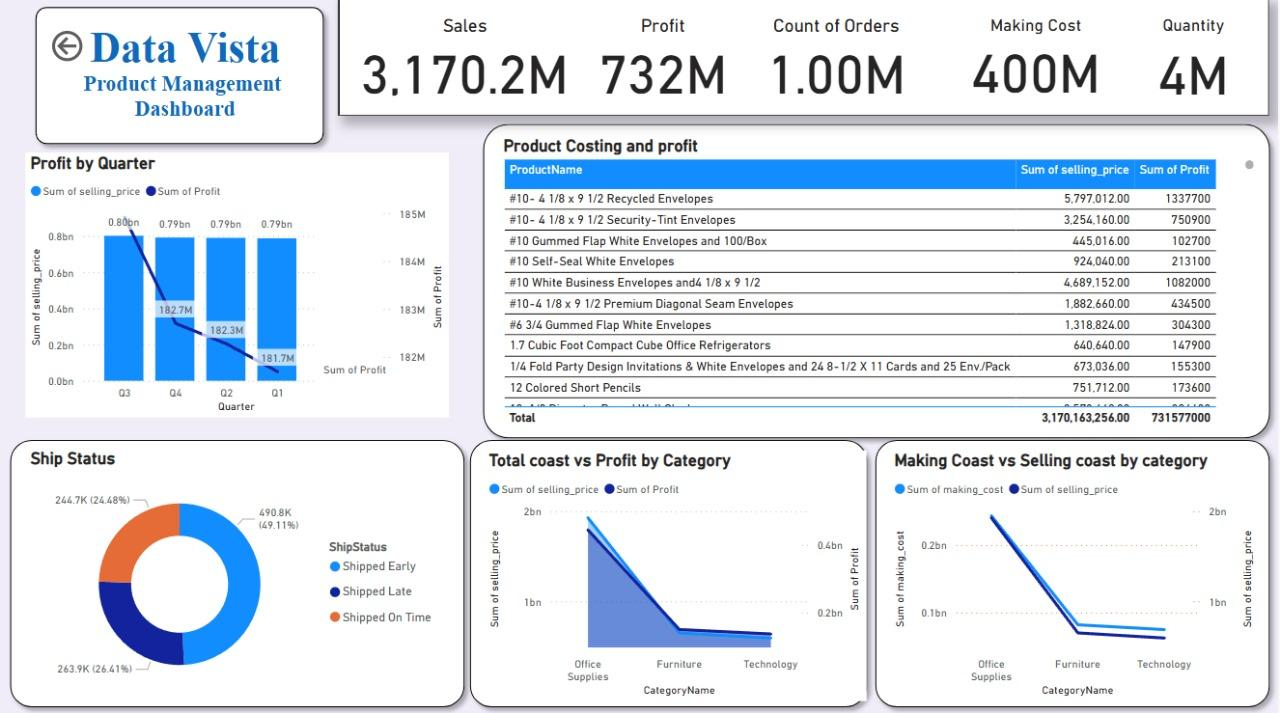 Data Vista
Product Management
Dashboard
Sales
Profit
Count of Orders
Making Cost
Quantity
3,170.2M
732M
1.00M
400M
4M
Profit by Quarter
Sum of selling_price
Sum of Profit
0.80bn
0.79bn
0.79bn
0.79bn
185M
184M
183M
182M
0.8bn
0.6bn
0.4bn
0.2bn
0.0bn
182.7M
182.3M
181.7M
Sum of selling_price
Sum of Profit
Sum of Profit
Q3
Q4
Q2
Q1
Quarter
Product Costing and profit
ProductName Sum of selling_price Sum of Profit
#10- 4 1/8 x 9 1/2 Recycled Envelopes 5,797,012.00 1337700
#10- 4 1/8 x 9 1/2 Security-Tint Envelopes 3,254,160.00 750900
#10 Gummed Flap White Envelopes and 100/Box 445,016.00 102700
#10 Self-Seal White Envelopes 924,040.00 213100
#10 White Business Envelopes and4 1/8 x 9 1/2 4,689,152.00 1082000
#10-4 1/8 x 9 1/2 Premium Diagonal Seam Envelopes 1,882,660.00 434500
#6 3/4 Gummed Flap White Envelopes 1,318,824.00 304300
1.7 Cubic Foot Compact Cube Office Refrigerators 640,640.00 147900
1/4 Fold Party Design Invitations & White Envelopes and 24 8-1/2 X 11 Cards and 25 Env./Pack 673,036.00 155300
12 Colored Short Pencils 751,712.00 173600
Total 3,170,163,256.00 731577000
Ship Status
244.7K (24.48%)
490.8K
(49.11%)
263.9K (26.41%)
ShipStatus
Shipped Early
Shipped Late
Shipped On Time
Total coast vs Profit by Category
Sum of selling_price
Sum of Profit
2bn
1bn
0.4bn
0.2bn
Sum of selling_price
Sum of Profit
Office
Supplies
Furniture
Technology
CategoryName
Making Coast vs Selling coast by category
Sum of making_cost
Sum of selling_price
0.2bn
0.1bn
2bn
1bn
Sum of making_cost
Sum of selling_price
Office
Supplies
Furniture
Technology
CategoryName